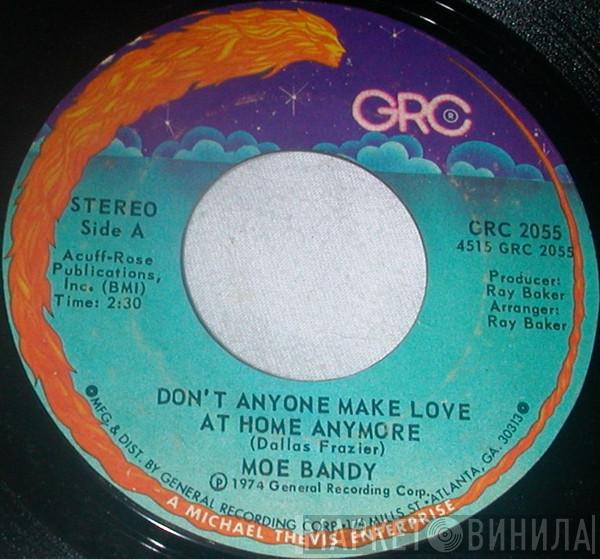 GRC®
STEREO
Side A
GRC 2055
4515 GRC 2055
Acuff-Rose
Publications,
Inc. (BMI)
Time: 2:30
Producer:
Ray Baker
Arranger:
Ray Baker
DON'T ANYONE MAKE LOVE
AT HOME ANYMORE
(Dallas Frazier)
MOE BANDY
℗ 1974 General Recording Corp.
MFG. & DIST. BY GENERAL RECORDING CORP • 174 MILLS ST • ATLANTA, GA. 30313
A MICHAEL THEVIS ENTERPRISE
МАРКЕТ ВИНИЛА